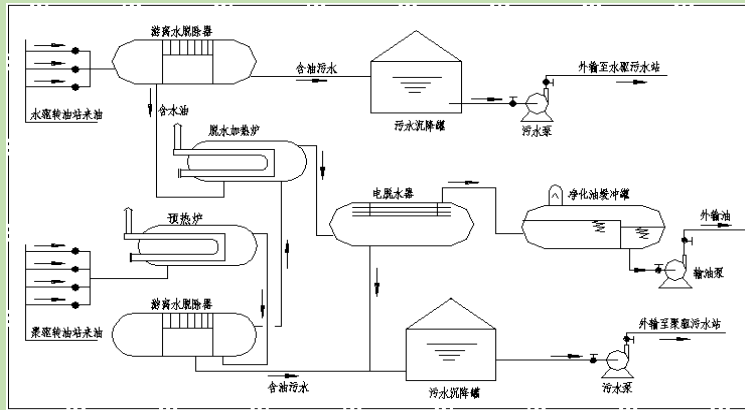 游离水脱除器
含油污水
外输至水驱污水站
水驱转油站来油
含水油
污水沉降罐
污水泵
脱水加热炉
电脱水器
净化油缓冲罐
外输油
预热炉
输油泵
游离水脱除器
外输至聚驱污水站
聚驱转油站来油
含油污水
污水沉降罐
污水泵